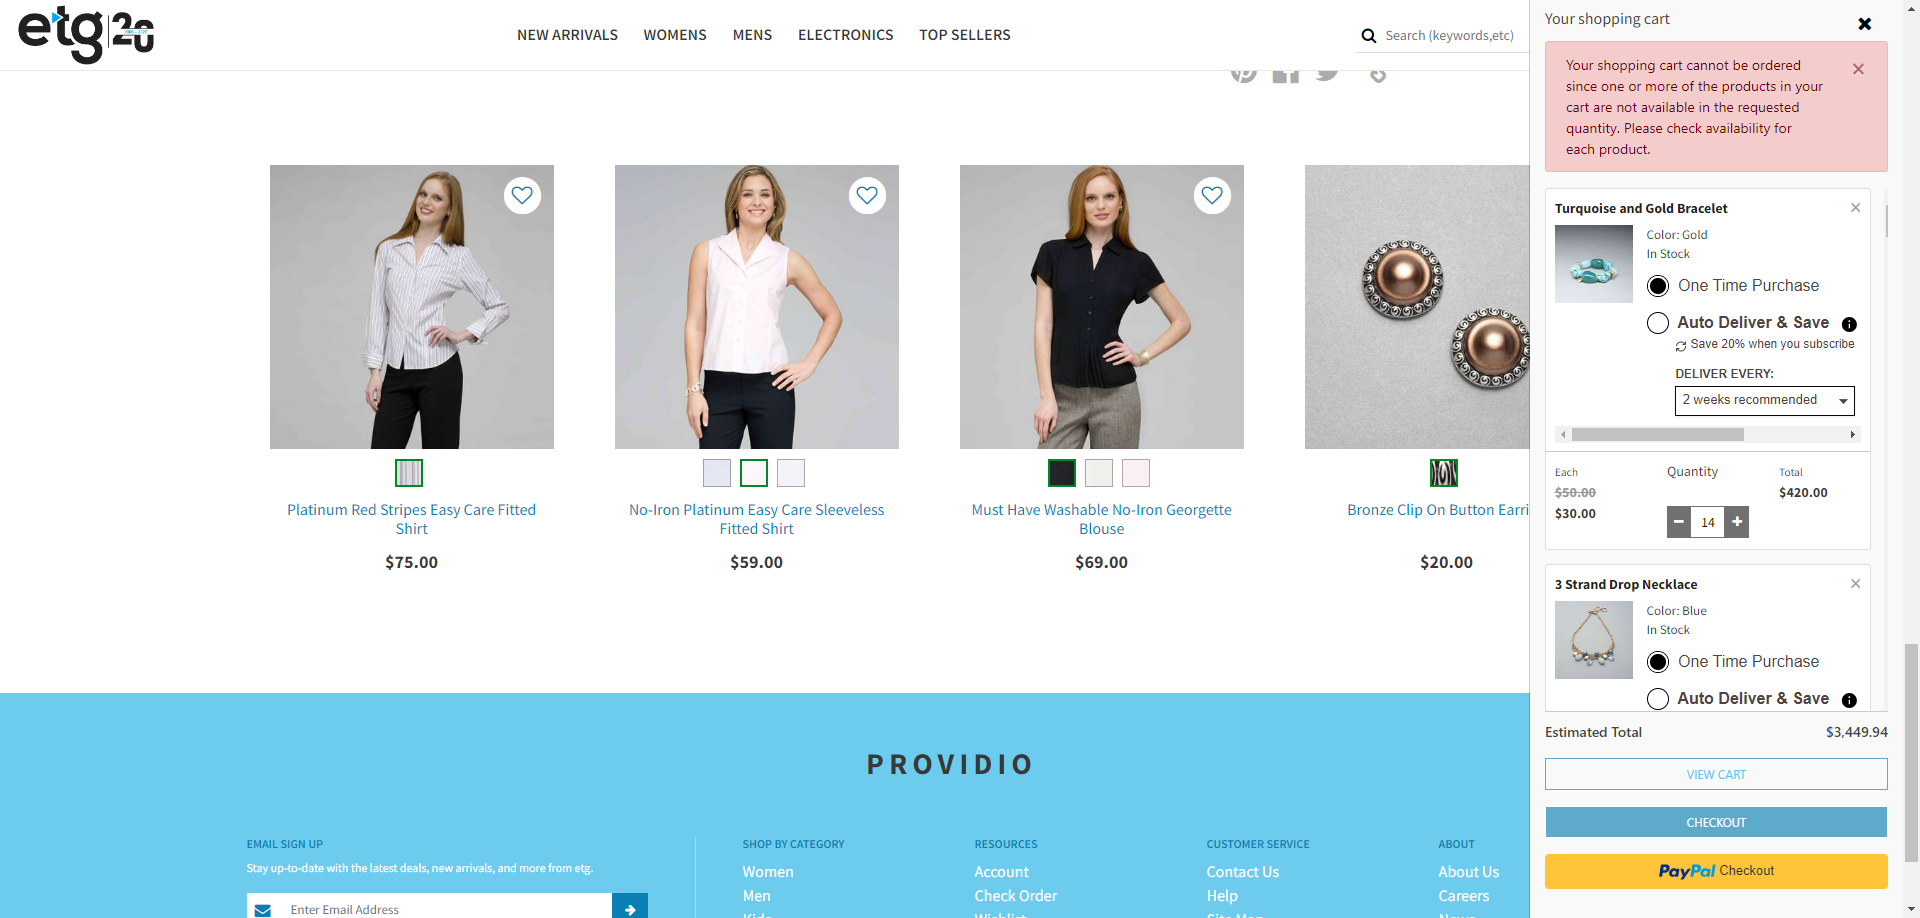 etg 20
NEW ARRIVALS
WOMENS
MENS
ELECTRONICS
TOP SELLERS
Search (keywords,etc)
Platinum Red Stripes Easy Care Fitted
Shirt
$75.00
No-Iron Platinum Easy Care Sleeveless
Fitted Shirt
$59.00
Must Have Washable No-Iron Georgette
Blouse
$69.00
Bronze Clip On Button Earri
$20.00
PROVIDIO
EMAIL SIGN UP
Stay up-to-date with the latest deals, new arrivals, and more from etg.
Enter Email Address
SHOP BY CATEGORY
Women
Men
Kids
RESOURCES
Account
Check Order
Wishlist
CUSTOMER SERVICE
Contact Us
Help
Site Map
ABOUT
About Us
Careers
News
Your shopping cart
Your shopping cart cannot be ordered
since one or more of the products in your
cart are not available in the requested
quantity. Please check availability for
each product.
Turquoise and Gold Bracelet
Color: Gold
In Stock
One Time Purchase
Auto Deliver & Save
Save 20% when you subscribe
DELIVER EVERY:
2 weeks recommended
Each
$50.00
$30.00
Quantity
14
Total
$420.00
3 Strand Drop Necklace
Color: Blue
In Stock
One Time Purchase
Auto Deliver & Save
Estimated Total $3,449.94
VIEW CART
CHECKOUT
PayPal Checkout